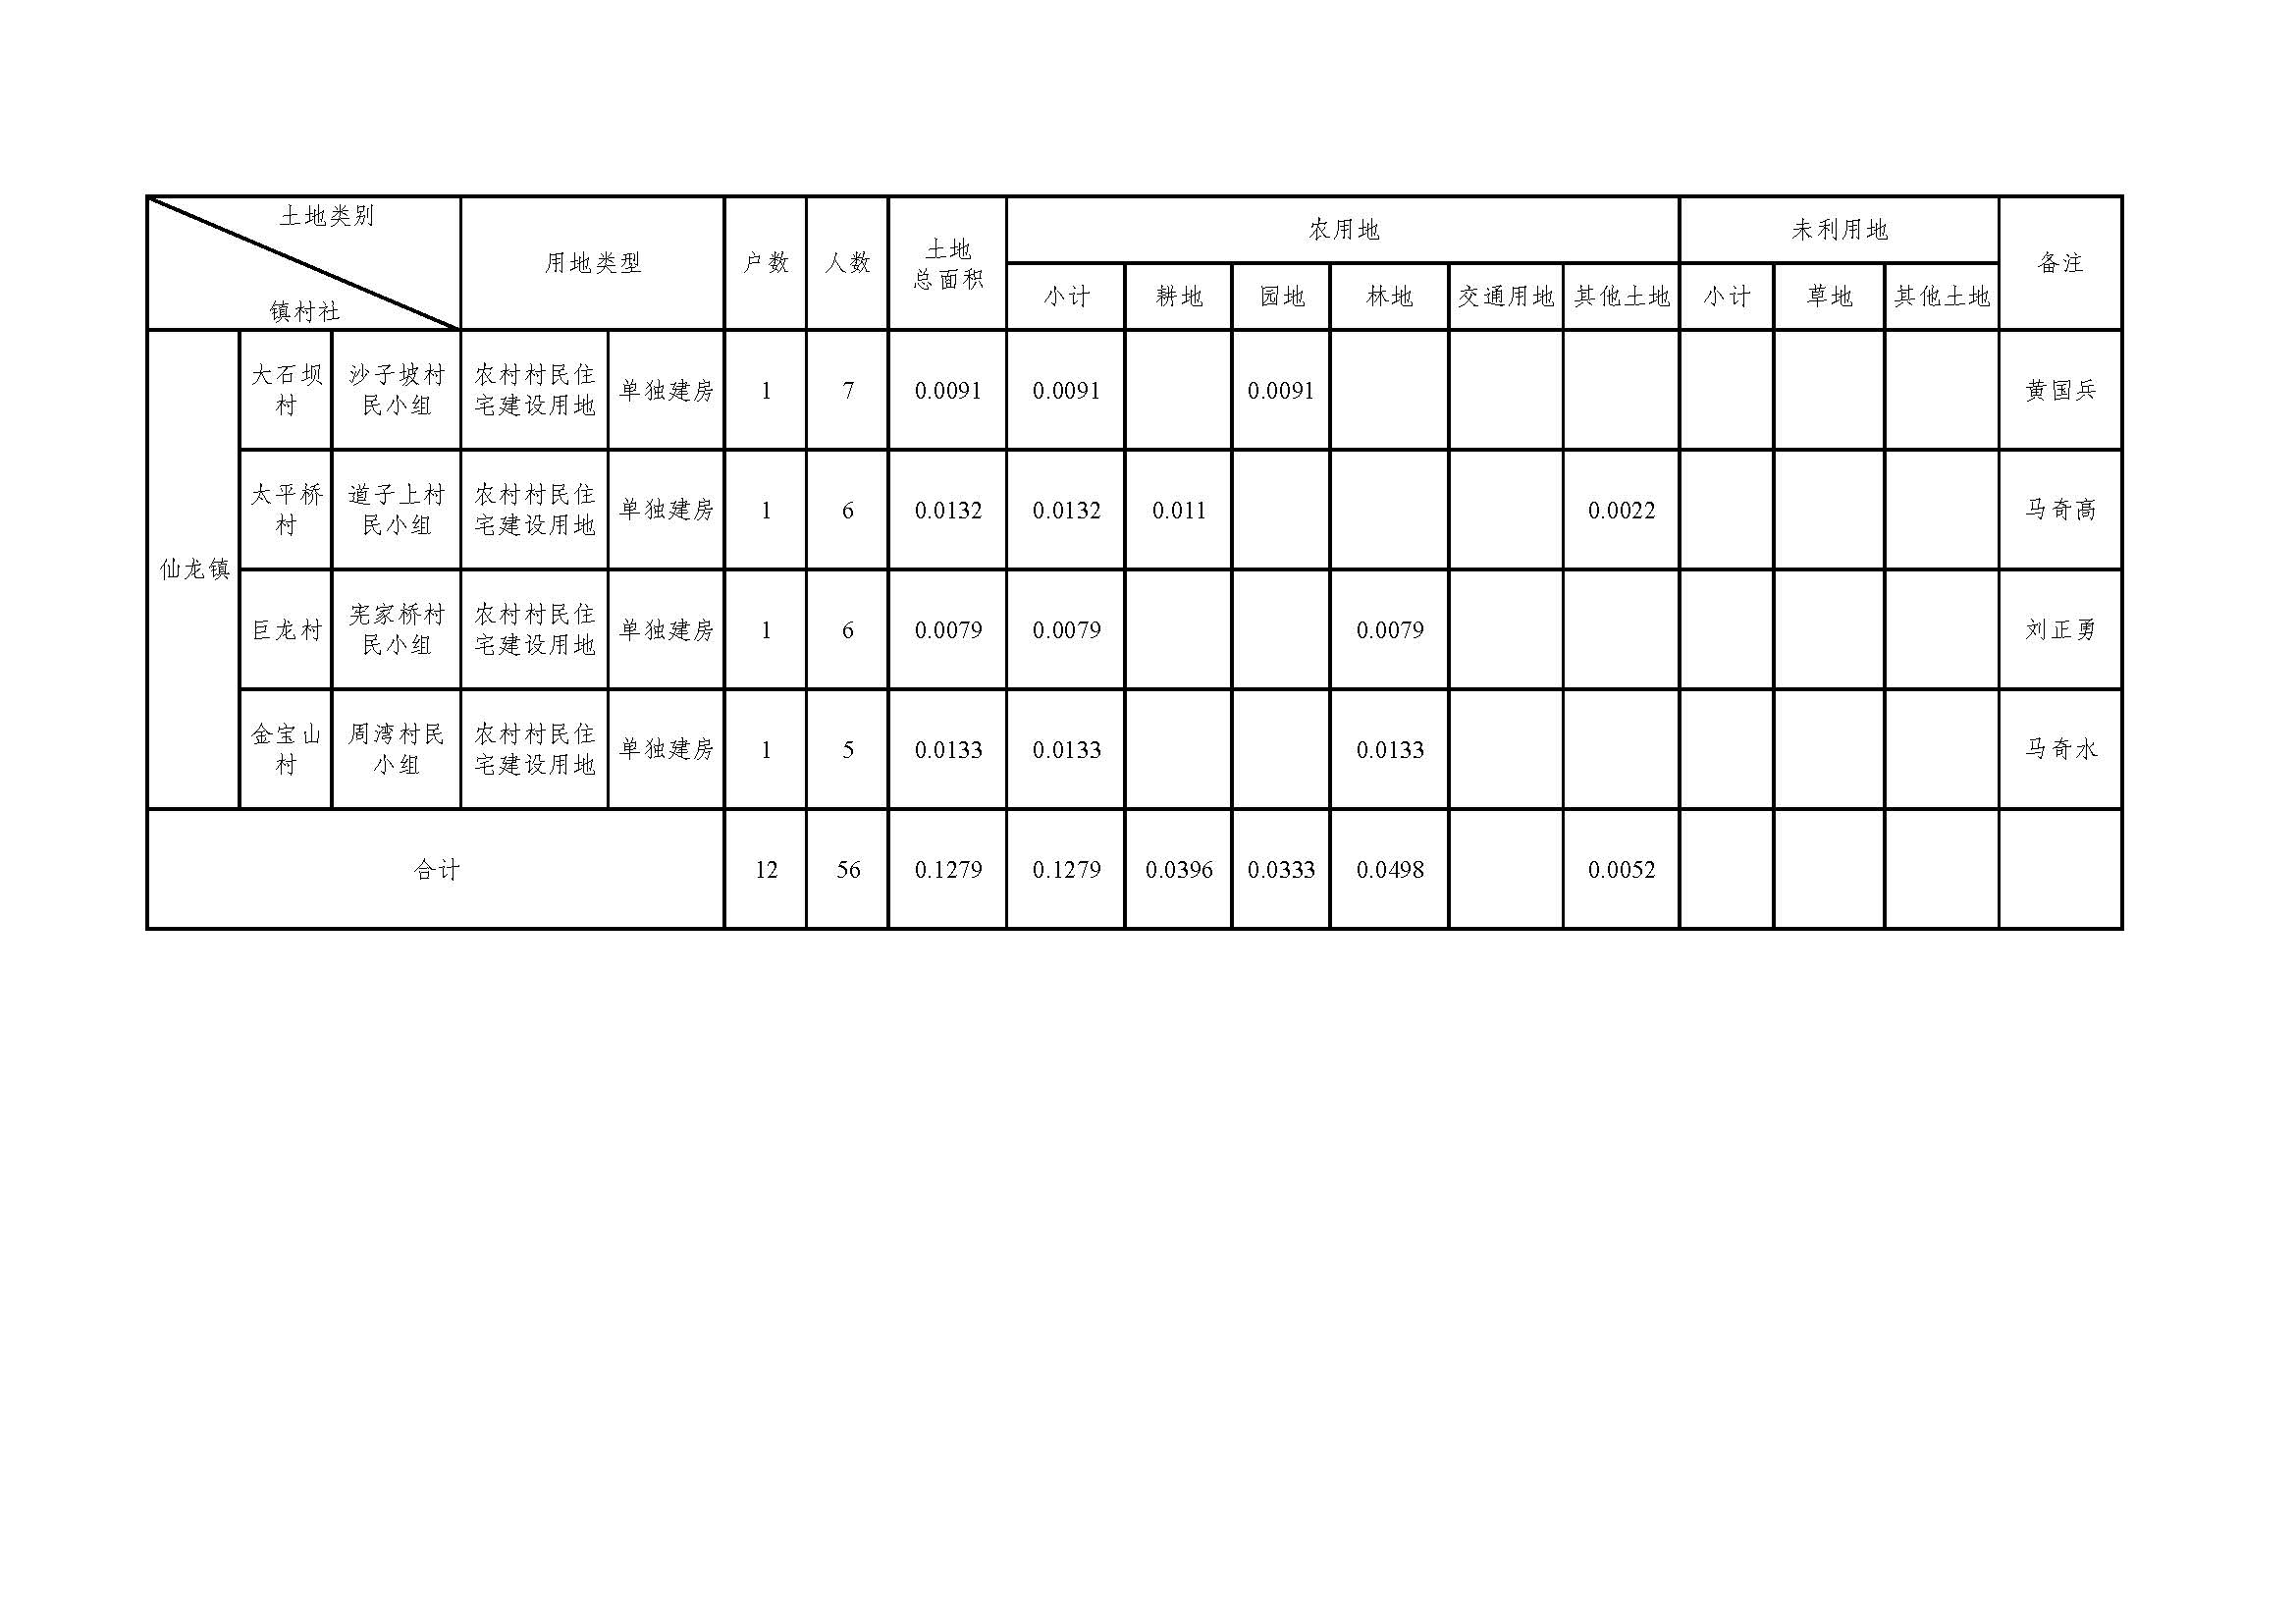 土地类别
镇村社
用地类型
户数
人数
土地
总面积
农用地
未利用地
备注
小计
耕地
园地
林地
交通用地
其他土地
小计
草地
其他土地
仙龙镇
大石坝
村
沙子坡村
民小组
农村村民住
宅建设用地
单独建房
1
7
0.0091
0.0091
0.0091
黄国兵
太平桥
村
道子上村
民小组
农村村民住
宅建设用地
单独建房
1
6
0.0132
0.0132
0.011
0.0022
马奇高
巨龙村
宪家桥村
民小组
农村村民住
宅建设用地
单独建房
1
6
0.0079
0.0079
0.0079
刘正勇
金宝山
村
周湾村民
小组
农村村民住
宅建设用地
单独建房
1
5
0.0133
0.0133
0.0133
马奇水
合计
12
56
0.1279
0.1279
0.0396
0.0333
0.0498
0.0052